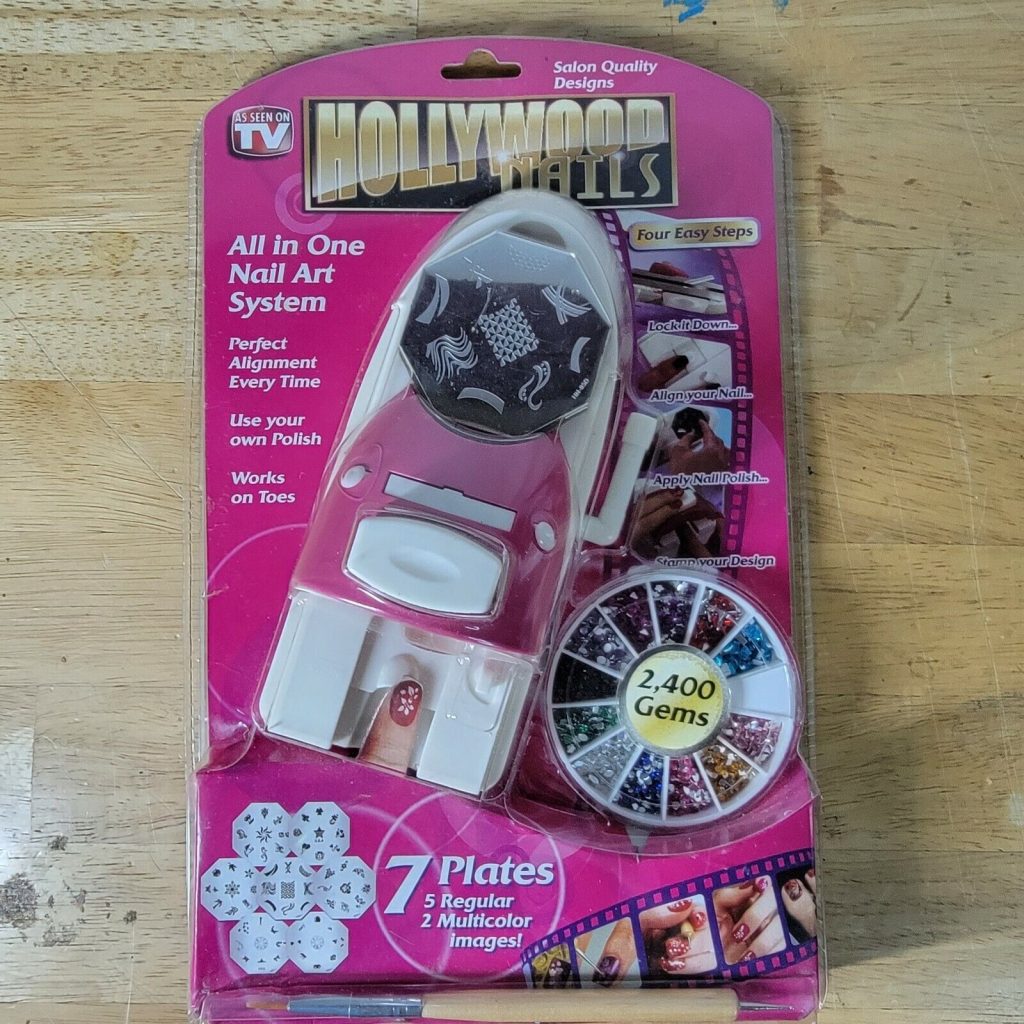 Salon Quality
Designs
AS SEEN ON
TV
HOLLYWOOD
NAILS
All in One
Nail Art
System
Perfect
Alignment
Every Time
Use your
own Polish
Works
on Toes
Four Easy Steps
Lock it Down...
Align your Nail...
Apply Nail Polish...
Stamp your Design
2,400
Gems
7 Plates
5 Regular
2 Multicolor
images!